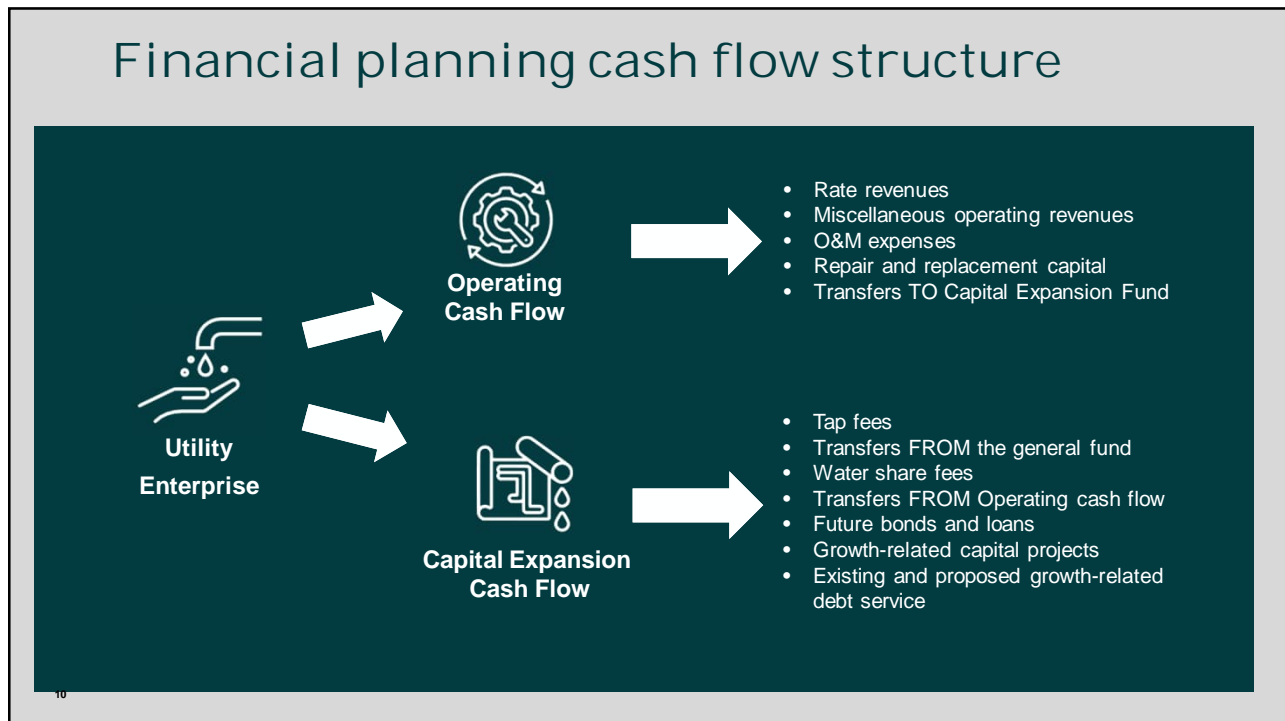 Financial planning cash flow structure
Operating
Cash Flow
• Rate revenues
• Miscellaneous operating revenues
• O&M expenses
• Repair and replacement capital
• Transfers TO Capital Expansion Fund
Utility
Enterprise
Capital Expansion
Cash Flow
• Tap fees
• Transfers FROM the general fund
• Water share fees
• Transfers FROM Operating cash flow
• Future bonds and loans
• Growth-related capital projects
• Existing and proposed growth-related
debt service
10